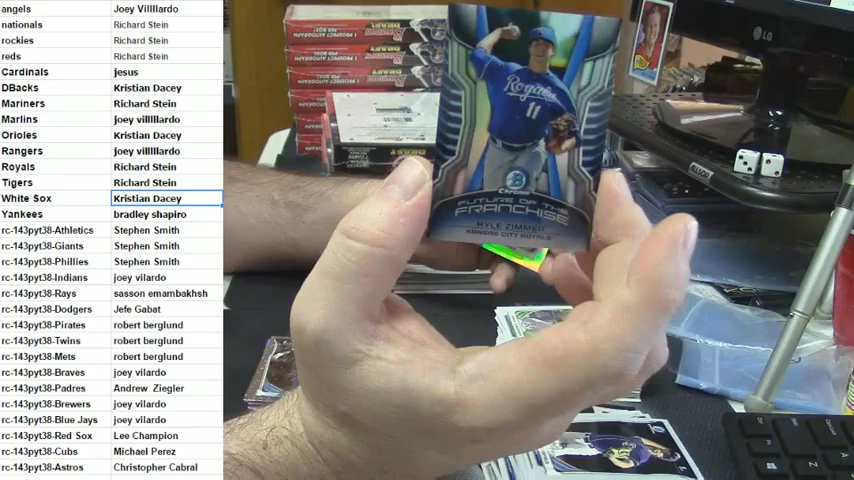 angels Joey Villlardo
nationals Richard Stein
rockies Richard Stein
reds Richard Stein
Cardinals jesus
DBacks Kristian Dacey
Mariners Richard Stein
Marlins joey villlllardo
Orioles Kristian Dacey
Rangers joey villlllardo
Royals Richard Stein
Tigers Richard Stein
White Sox Kristian Dacey
Yankees bradley shapiro
rc-143pyt38-Athletics Stephen Smith
rc-143pyt38-Giants Stephen Smith
rc-143pyt38-Phillies Stephen Smith
rc-143pyt38-Indians joey vilardo
rc-143pyt38-Rays sasson emambakhsh
rc-143pyt38-Dodgers Jefe Gabat
rc-143pyt38-Pirates robert berglund
rc-143pyt38-Twins robert berglund
rc-143pyt38-Mets robert berglund
rc-143pyt38-Braves joey vilardo
rc-143pyt38-Padres Andrew Ziegler
rc-143pyt38-Brewers joey vilardo
rc-143pyt38-Blue Jays joey vilardo
rc-143pyt38-Red Sox Lee Champion
rc-143pyt38-Cubs Michael Perez
rc-143pyt38-Astros Christopher Cabral
Royals
11
B
FUTURE OF THE
FRANCHISE
KYLE ZIMMER
KANSAS CITY ROYALS
LG
DRAFT